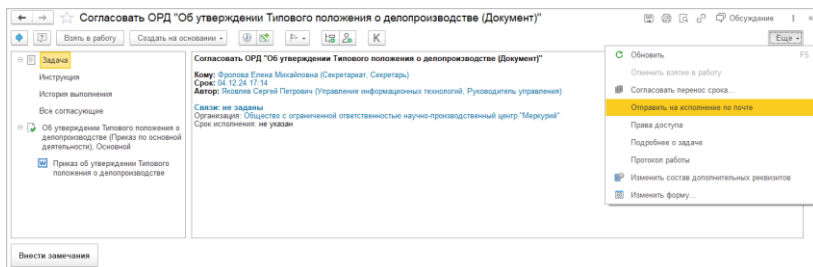 Согласовать ОРД "Об утверждении Типового положения о делопроизводстве (Документ)"
Обсуждение
Взять в работу
Создать на основании
K
Еще
Задача
Инструкция
История выполнения
Все согласующие
Об утверждении Типового положения о
делопроизводстве (Приказ по основной
деятельности), Основной
Приказ об утверждении Типового
положения о делопроизводстве
Согласовать ОРД "Об утверждении Типового положения о делопроизводстве (Документ)"
Кому: Фролова Елена Михайловна (Секретариат, Секретарь)
Срок: 04.12.24 17:14
Автор: Яковлев Сергей Петрович (Управление информационных технологий, Руководитель управления)
Связи: не заданы
Организация: Общество с ограниченной ответственностью научно-производственный центр "Меркурий"
Срок исполнения: не указан
Обновить F5
Отменить взятие в работу
Согласовать перенос срока...
Отправить на исполнение по почте
Права доступа
Подробнее о задаче
Протокол работы
Изменить состав дополнительных реквизитов
Изменить форму...
Внести замечания